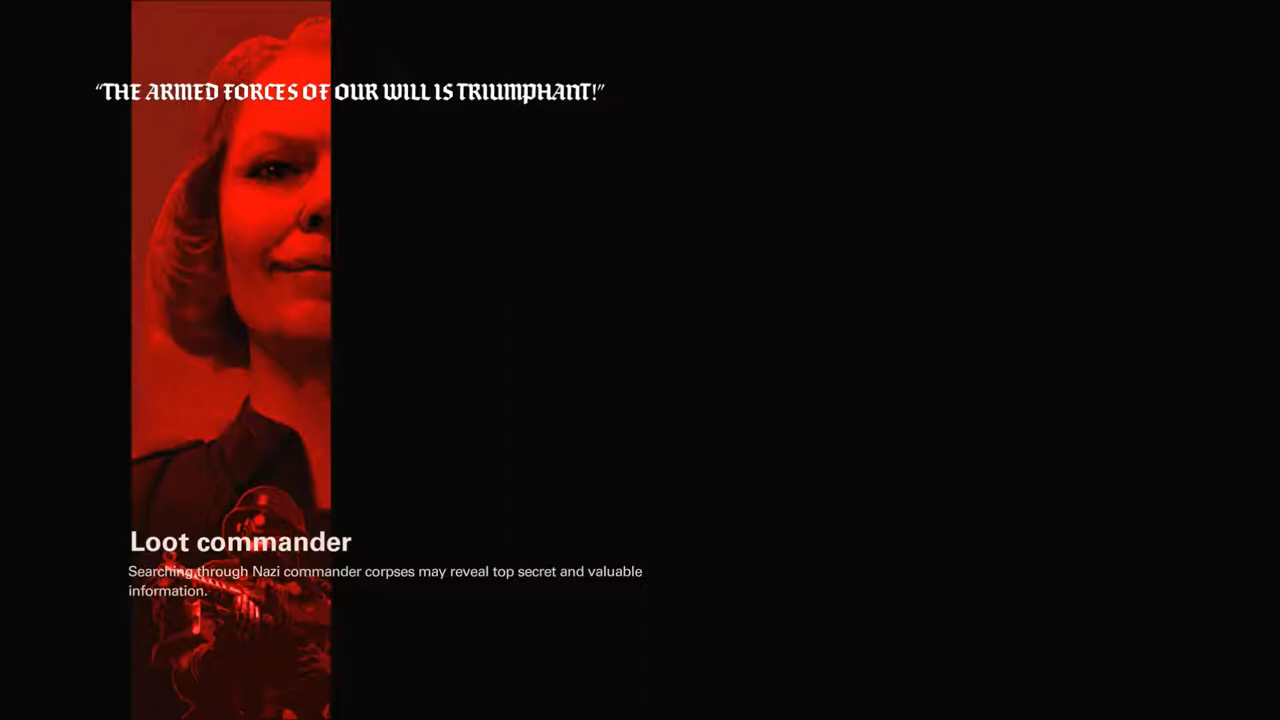 “THE ARMED FORCES OF OUR WILL IS TRIUMPHANT!”
Loot commander
Searching through Nazi commander corpses may reveal top secret and valuable
information.